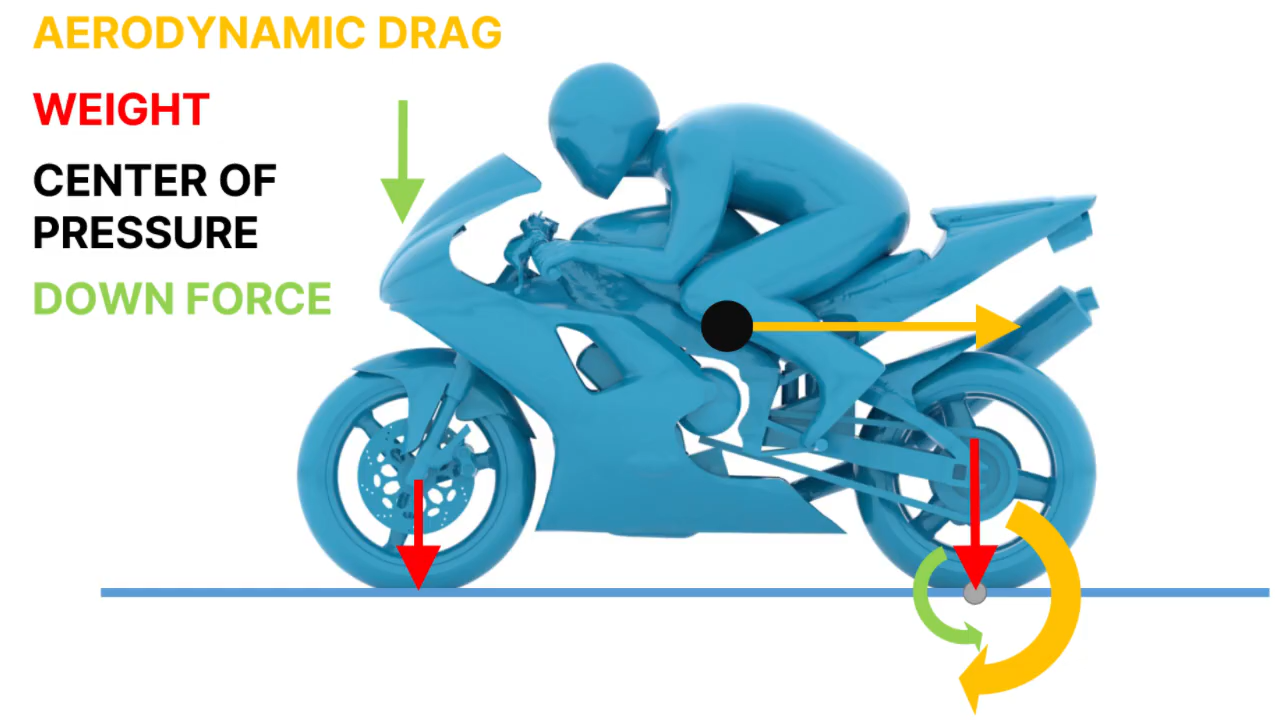 AERODYNAMIC DRAG
WEIGHT
CENTER OF
PRESSURE
DOWN FORCE